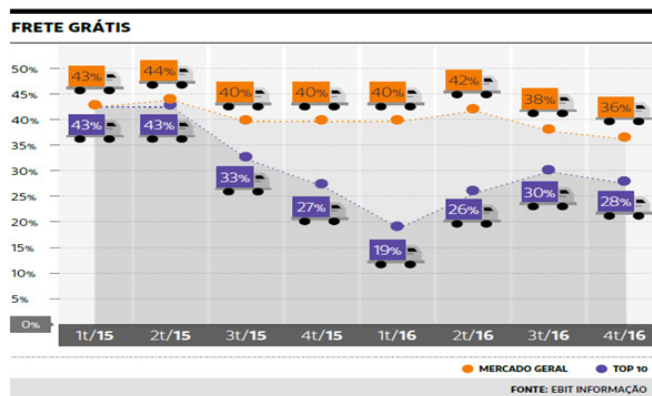 FRETE GRÁTIS
50%
45%
40%
35%
30%
25%
20%
15%
10%
5%
0%
43% 44% 40% 40% 40% 42% 38% 36%
43% 43% 33% 27% 19% 26% 30% 28%
1t/15 2t/15 3t/15 4t/15 1t/16 2t/16 3t/16 4t/16
MERCADO GERAL TOP 10
FONTE: EBIT INFORMAÇÃO